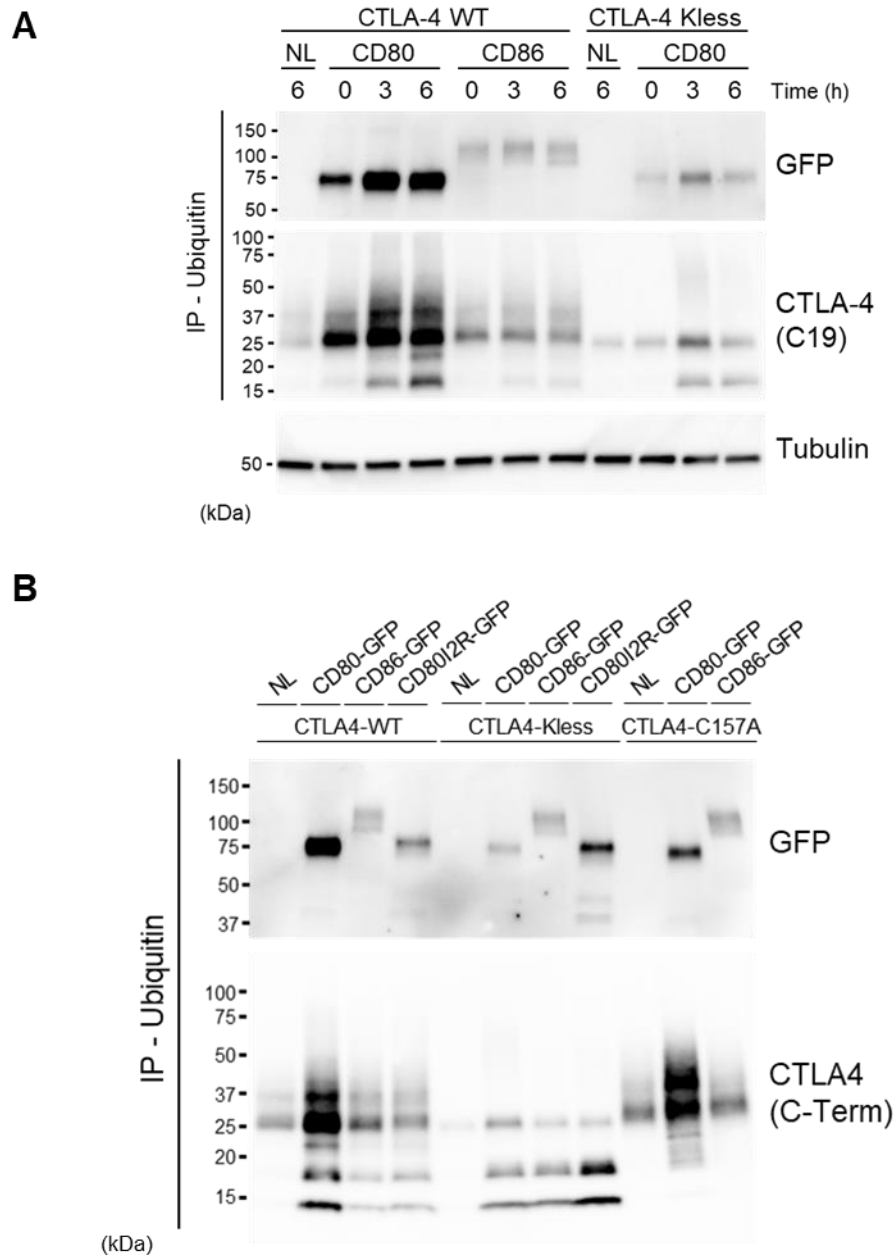 A
CTLA-4 WT CTLA-4 Kless
NL CD80 CD86 NL CD80
6 0 3 6 0 3 6 6 0 3 6 Time (h)
IP - Ubiquitin
150
100
75
50
GFP
100
75
50
37
25
15
CTLA-4
(C19)
50
Tubulin
(kDa)
B
NL CD80-GFP CD86-GFP CD80I2R-GFP NL CD80-GFP CD86-GFP CD80I2R-GFP NL CD80-GFP CD86-GFP
CTLA4-WT CTLA4-Kless CTLA4-C157A
IP - Ubiquitin
150
100
75
50
37
GFP
100
75
50
37
25
20
15
CTLA4
(C-Term)
(kDa)